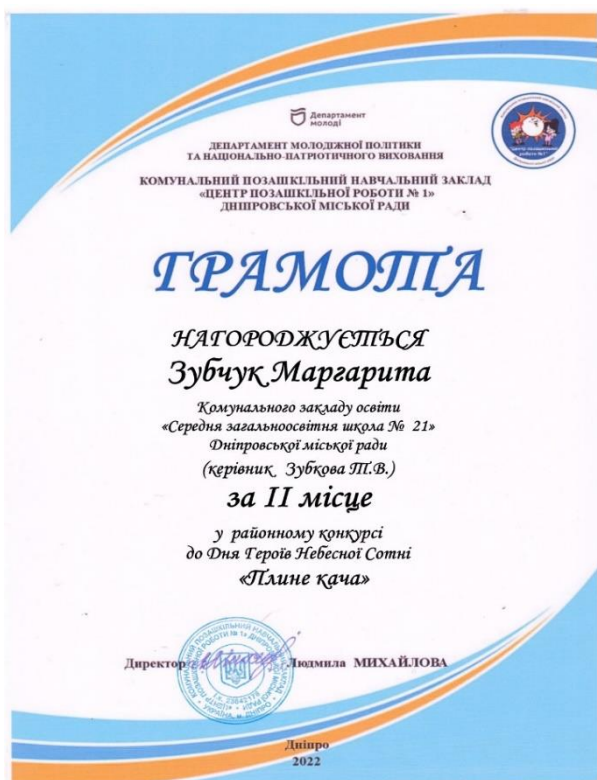 Департамент
молоді
ДЕПАРТАМЕНТ МОЛОДІЖНОЇ ПОЛІТИКИ
ТА НАЦІОНАЛЬНО-ПАТРІОТИЧНОГО ВИХОВАННЯ
КОМУНАЛЬНИЙ ПОЗАШКІЛЬНИЙ НАВЧАЛЬНИЙ ЗАКЛАД
«ЦЕНТР ПОЗАШКІЛЬНОЇ РОБОТИ № 1»
ДНІПРОВСЬКОЇ МІСЬКОЇ РАДИ
ГРАМОТА
НАГОРОДЖУЄТЬСЯ
Зубчук Маргарита
Комунального закладу освіти
«Середня загальноосвітня школа № 21»
Дніпровської міської ради
(керівник Зубкова Т.В.)
за II місце
у районному конкурсі
до Дня Героїв Небесної Сотні
«Плине кача»
Директор Людмила МИХАЙЛОВА
Дніпро
2022